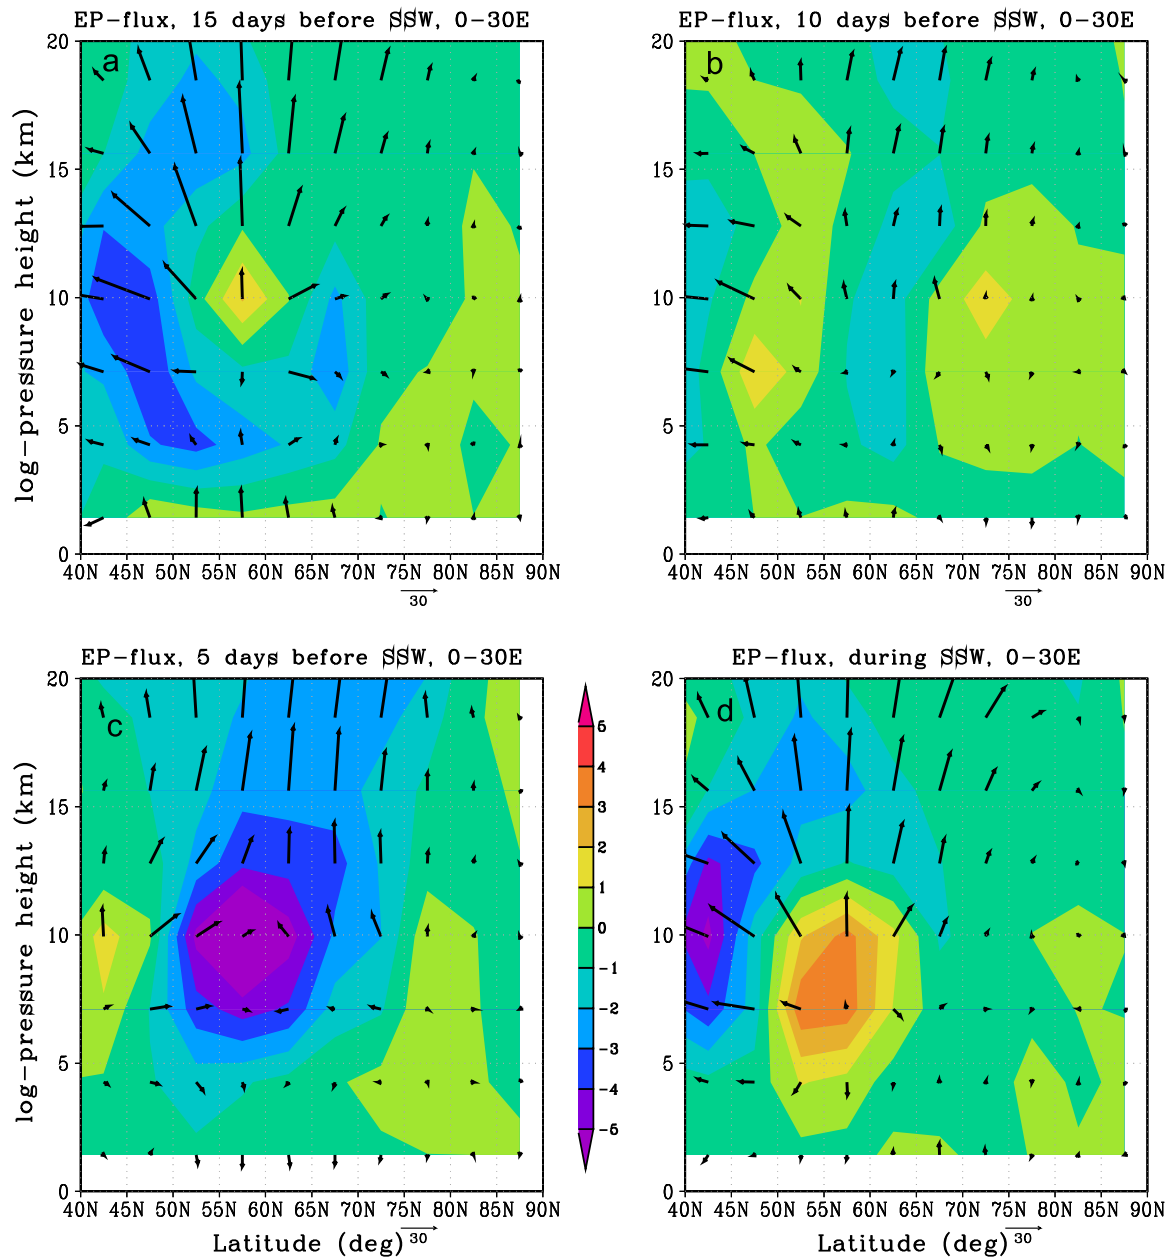 EP-flux, 15 days before SSW, 0-30E
EP-flux, 10 days before SSW, 0-30E
a
b
log-pressure height (km)
20
15
10
5
0
20
15
10
5
0
40N 45N 50N 55N 60N 65N 70N 75N 80N 85N 90N
40N 45N 50N 55N 60N 65N 70N 75N 80N 85N 90N
30
30
EP-flux, 5 days before SSW, 0-30E
EP-flux, during SSW, 0-30E
c
d
log-pressure height (km)
20
15
10
5
0
5
4
3
2
1
0
-1
-2
-3
-4
-5
20
15
10
5
0
40N 45N 50N 55N 60N 65N 70N 75N 80N 85N 90N
40N 45N 50N 55N 60N 65N 70N 75N 80N 85N 90N
Latitude (deg) 30
Latitude (deg) 30